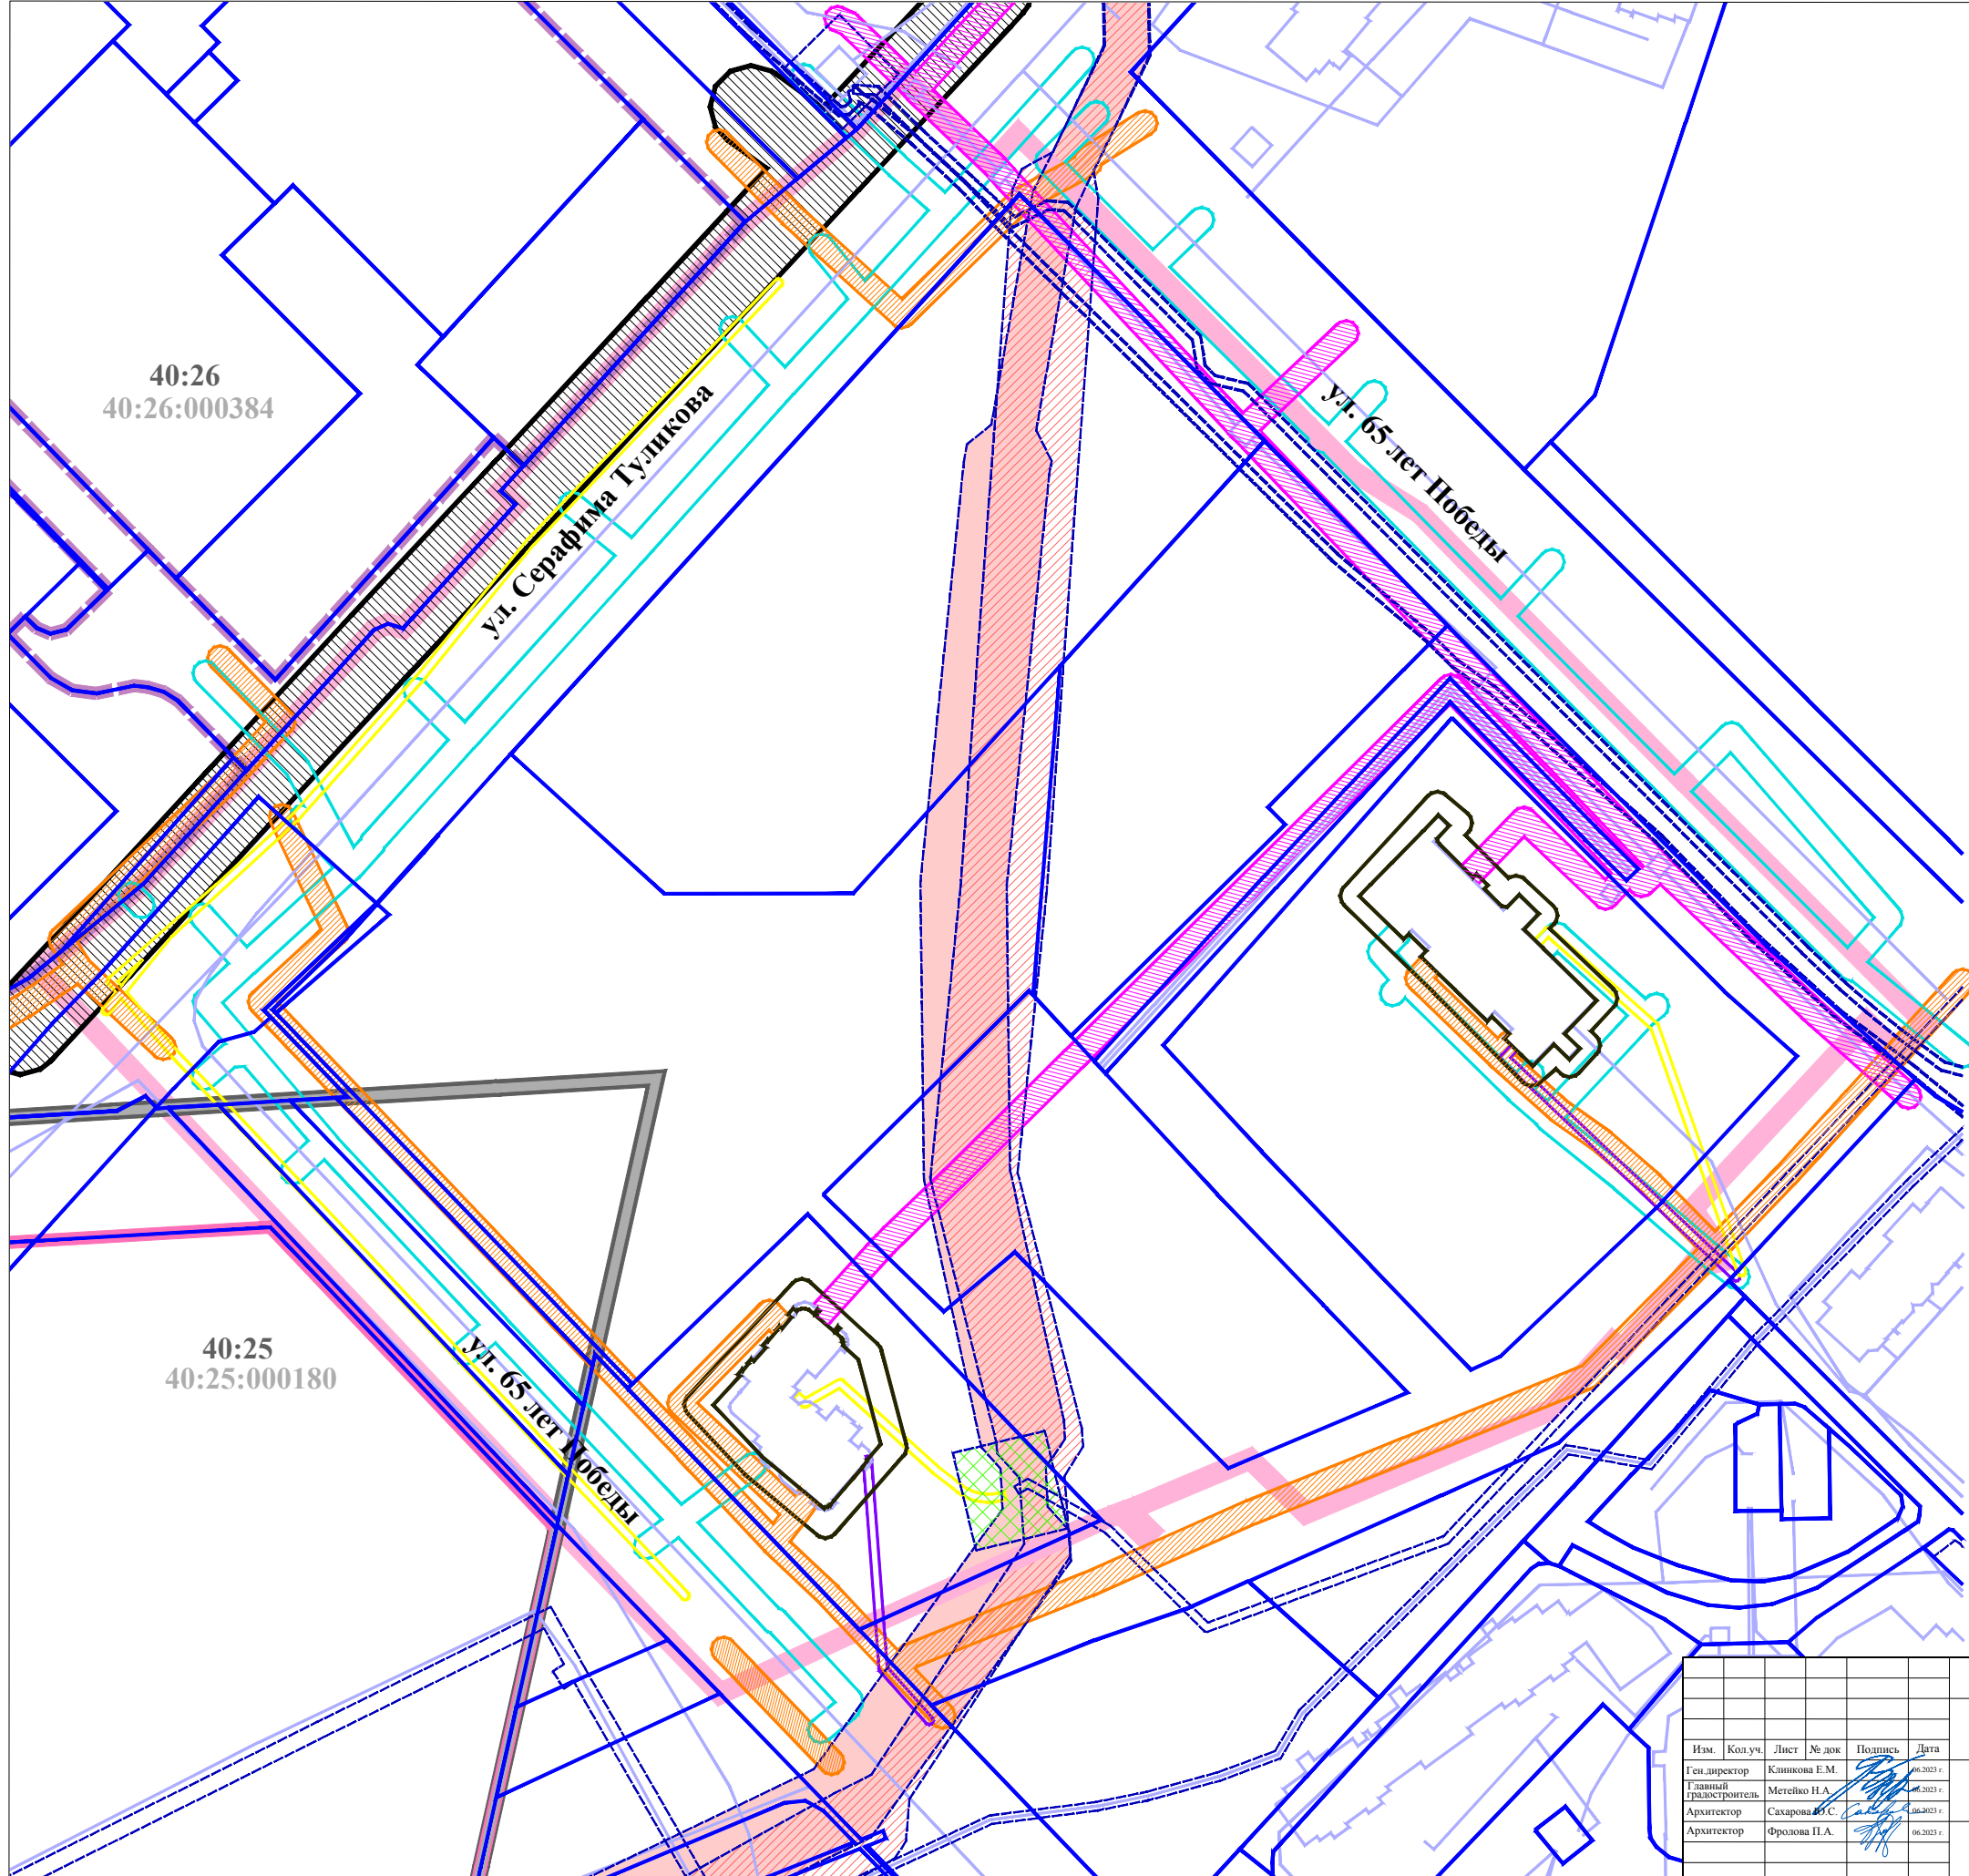 40:26
40:26:000384
ул. Серафима Туликова
ул. 65 лет Победы
40:25
40:25:000180
ул. 65 лет Победы
Изм. Кол.уч. Лист № док Подпись Дата
Ген.директор Клинкова Е.М. 06.2023 г.
Главный градостроитель Метейко Н.А. 06.2023 г.
Архитектор Сахарова Ю.С. 06.2023 г.
Архитектор Фролова П.А. 06.2023 г.